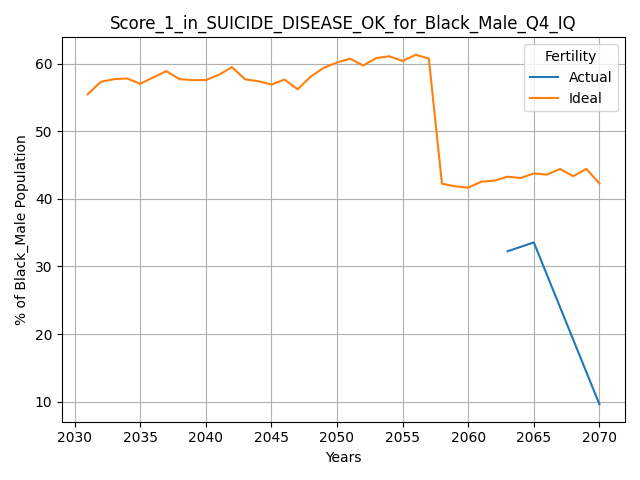 Score_1_in_SUICIDE_DISEASE_OK_for_Black_Male_Q4_IQ
Fertility
Actual
Ideal
% of Black_Male Population
60
50
40
30
20
10
2030 2035 2040 2045 2050 2055 2060 2065 2070
Years